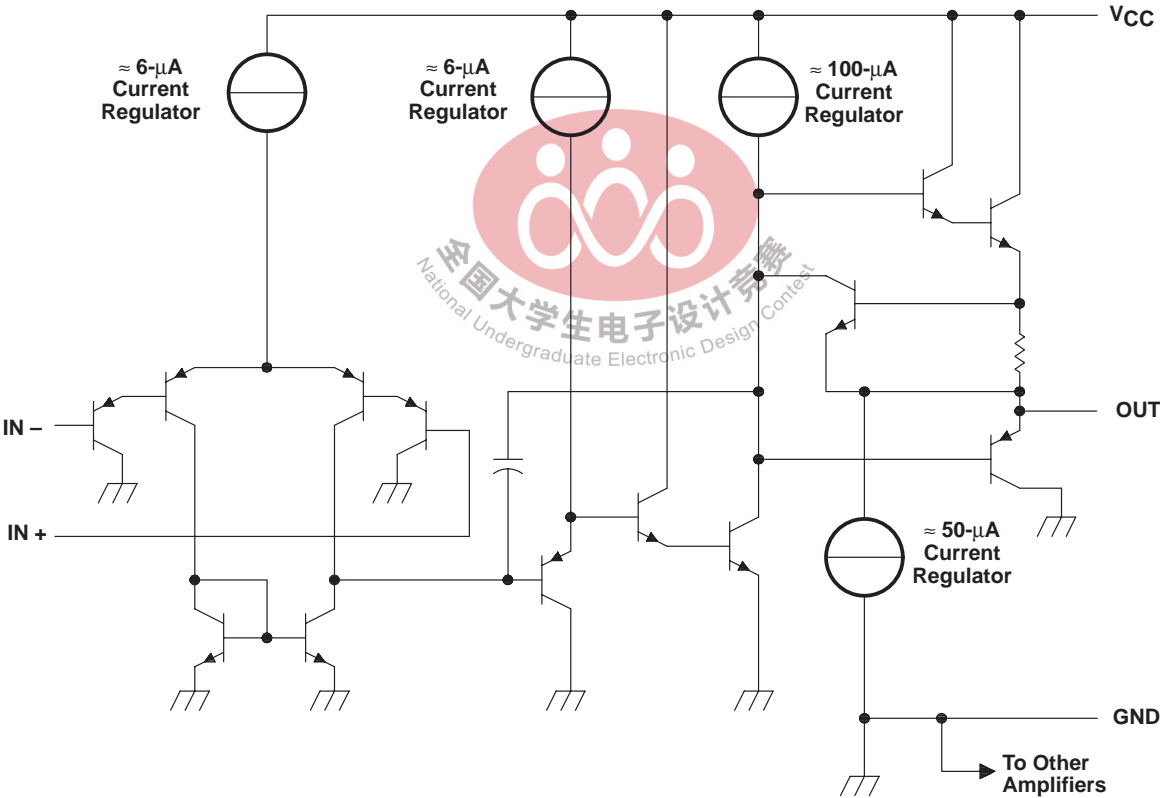 VCC
≈ 6-μA
Current
Regulator
≈ 6-μA
Current
Regulator
≈ 100-μA
Current
Regulator
全国大学生电子设计竞赛
National Undergraduate Electronic Design Contest
IN –
OUT
IN +
≈ 50-μA
Current
Regulator
GND
To Other
Amplifiers